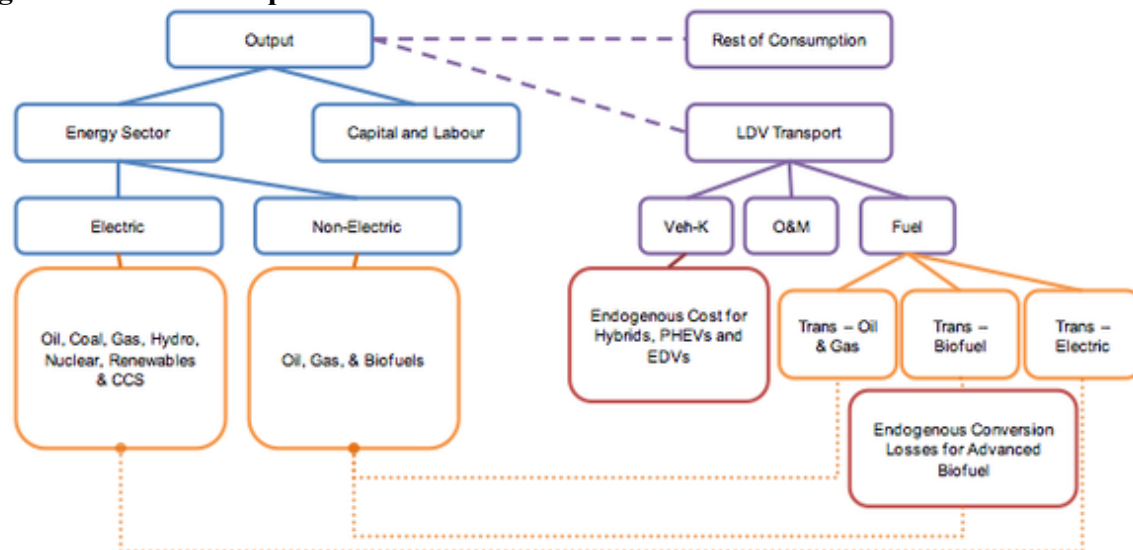 Output
Rest of Consumption
Energy Sector
Capital and Labour
LDV Transport
Electric
Non-Electric
Veh-K
O&M
Fuel
Oil, Coal, Gas, Hydro,
Nuclear, Renewables
& CCS
Oil, Gas, & Biofuels
Endogenous Cost for
Hybrids, PHEVs and
EDVs
Trans – Oil
& Gas
Trans –
Biofuel
Trans –
Electric
Endogenous Conversion
Losses for Advanced
Biofuel